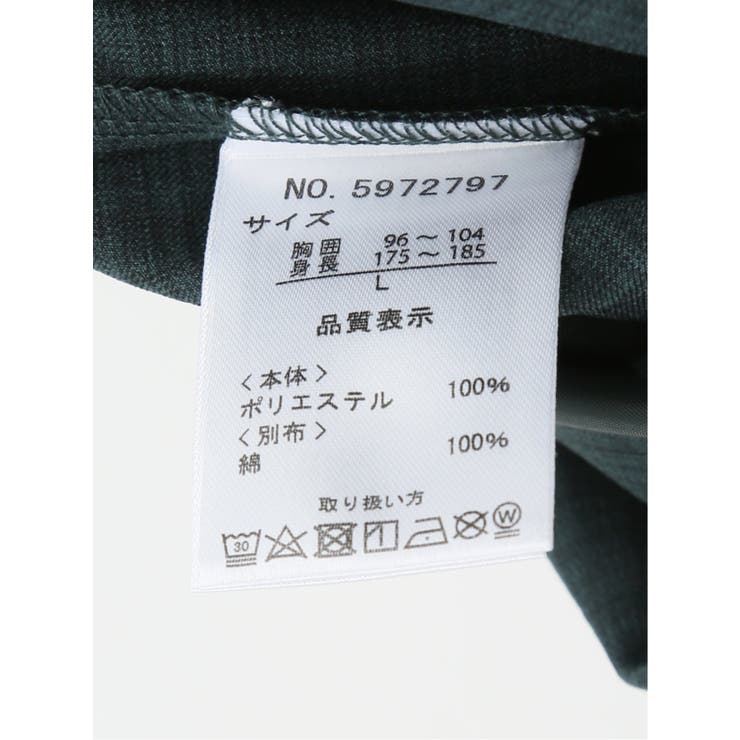 NO. 5972797
サイズ
胸囲 96～104
身長 175～185
L
品質表示
〈本体〉
ポリエステル 100%
〈別布〉
綿 100%
取り扱い方
30
W